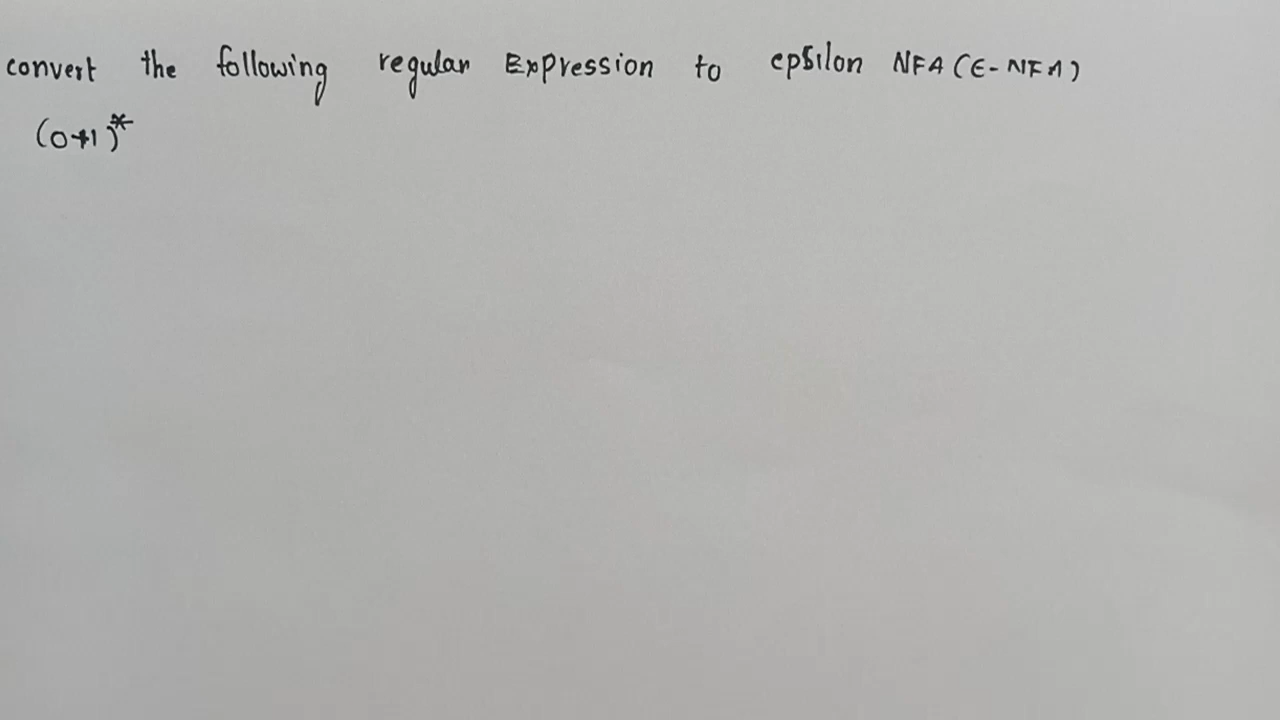 convert the following regular Expression to epsilon NFA (ϵ-NFA)
(0+1)*